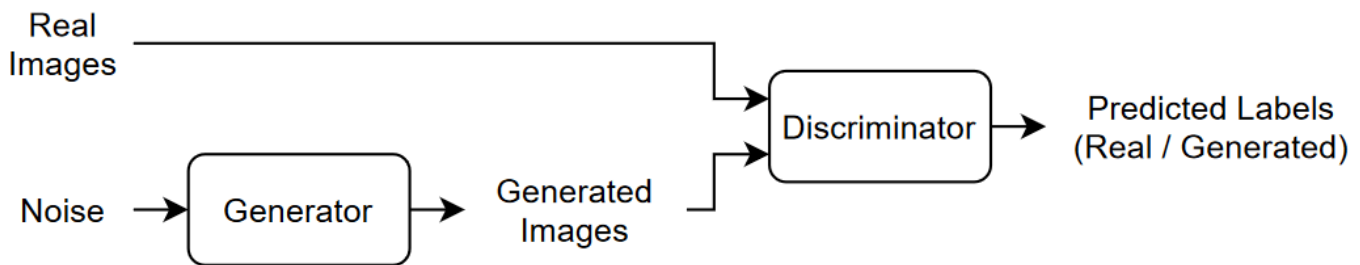 Real
Images
Discriminator
Predicted Labels
(Real / Generated)
Noise
Generator
Generated
Images